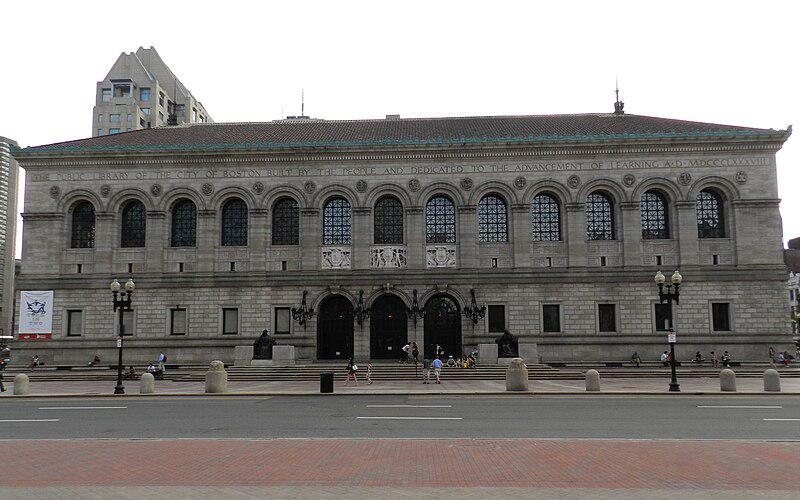 THE PUBLIC LIBRARY OF THE CITY OF BOSTON BUILT BY THE PEOPLE AND DEDICATED TO THE ADVANCEMENT OF LEARNING A·D MDCCCLXXXVIII
TWO